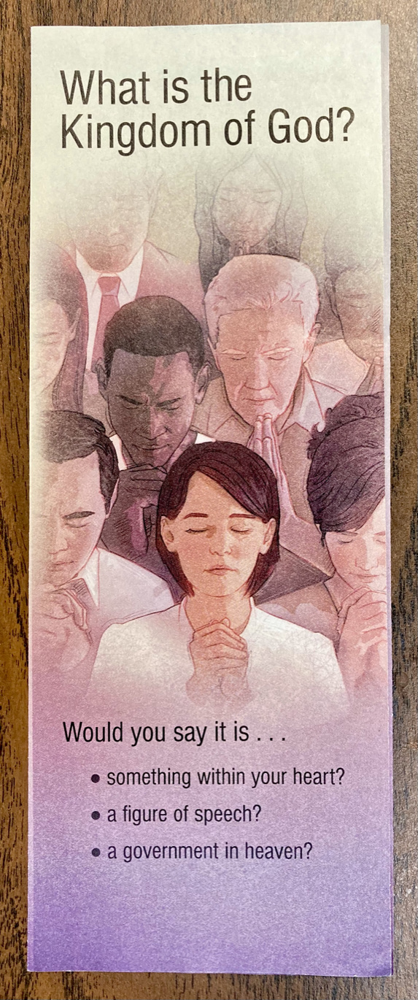 What is the
Kingdom of God?
Would you say it is . . .
• something within your heart?
• a figure of speech?
• a government in heaven?